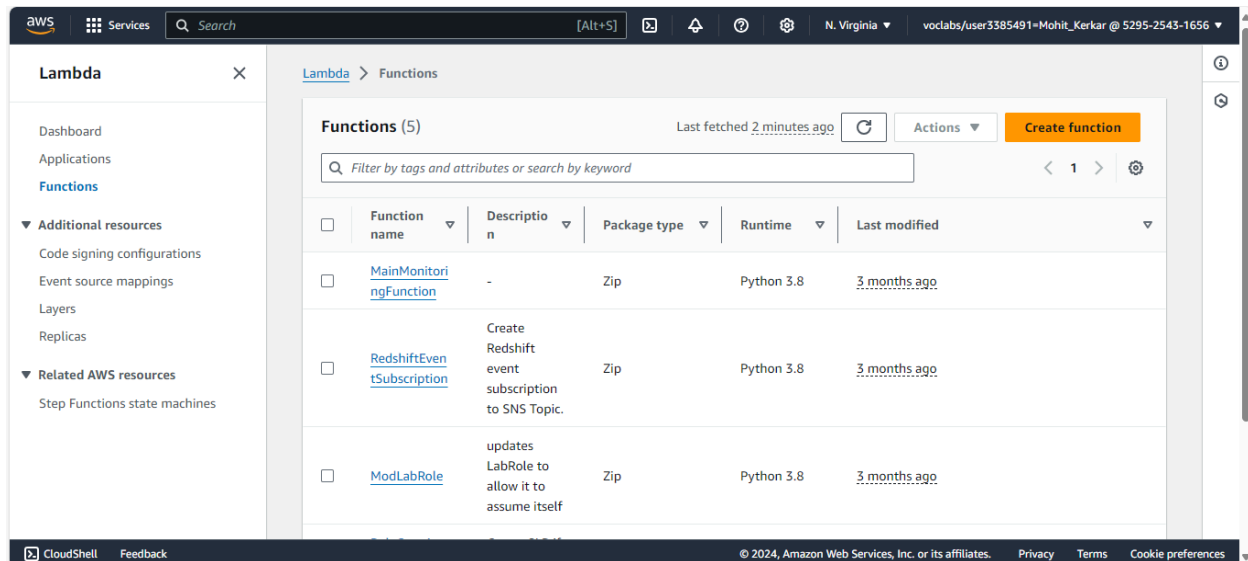 aws Services Search [Alt+S] N. Virginia ▼ voclabs/user3385491=Mohit_Kerkar @ 5295-2543-1656 ▼
Lambda
Dashboard
Applications
Functions
▼ Additional resources
Code signing configurations
Event source mappings
Layers
Replicas
▼ Related AWS resources
Step Functions state machines
Lambda > Functions
Functions (5) Last fetched 2 minutes ago Actions ▼ Create function
Filter by tags and attributes or search by keyword < 1 >
Function
name
Descriptio
n
Package type
Runtime
Last modified
MainMonitori
ngFunction
-
Zip
Python 3.8
3 months ago
RedshiftEven
tSubscription
Create
Redshift
event
subscription
to SNS Topic.
Zip
Python 3.8
3 months ago
ModLabRole
updates
LabRole to
allow it to
assume itself
Zip
Python 3.8
3 months ago
CloudShell Feedback © 2024, Amazon Web Services, Inc. or its affiliates. Privacy Terms Cookie preferences